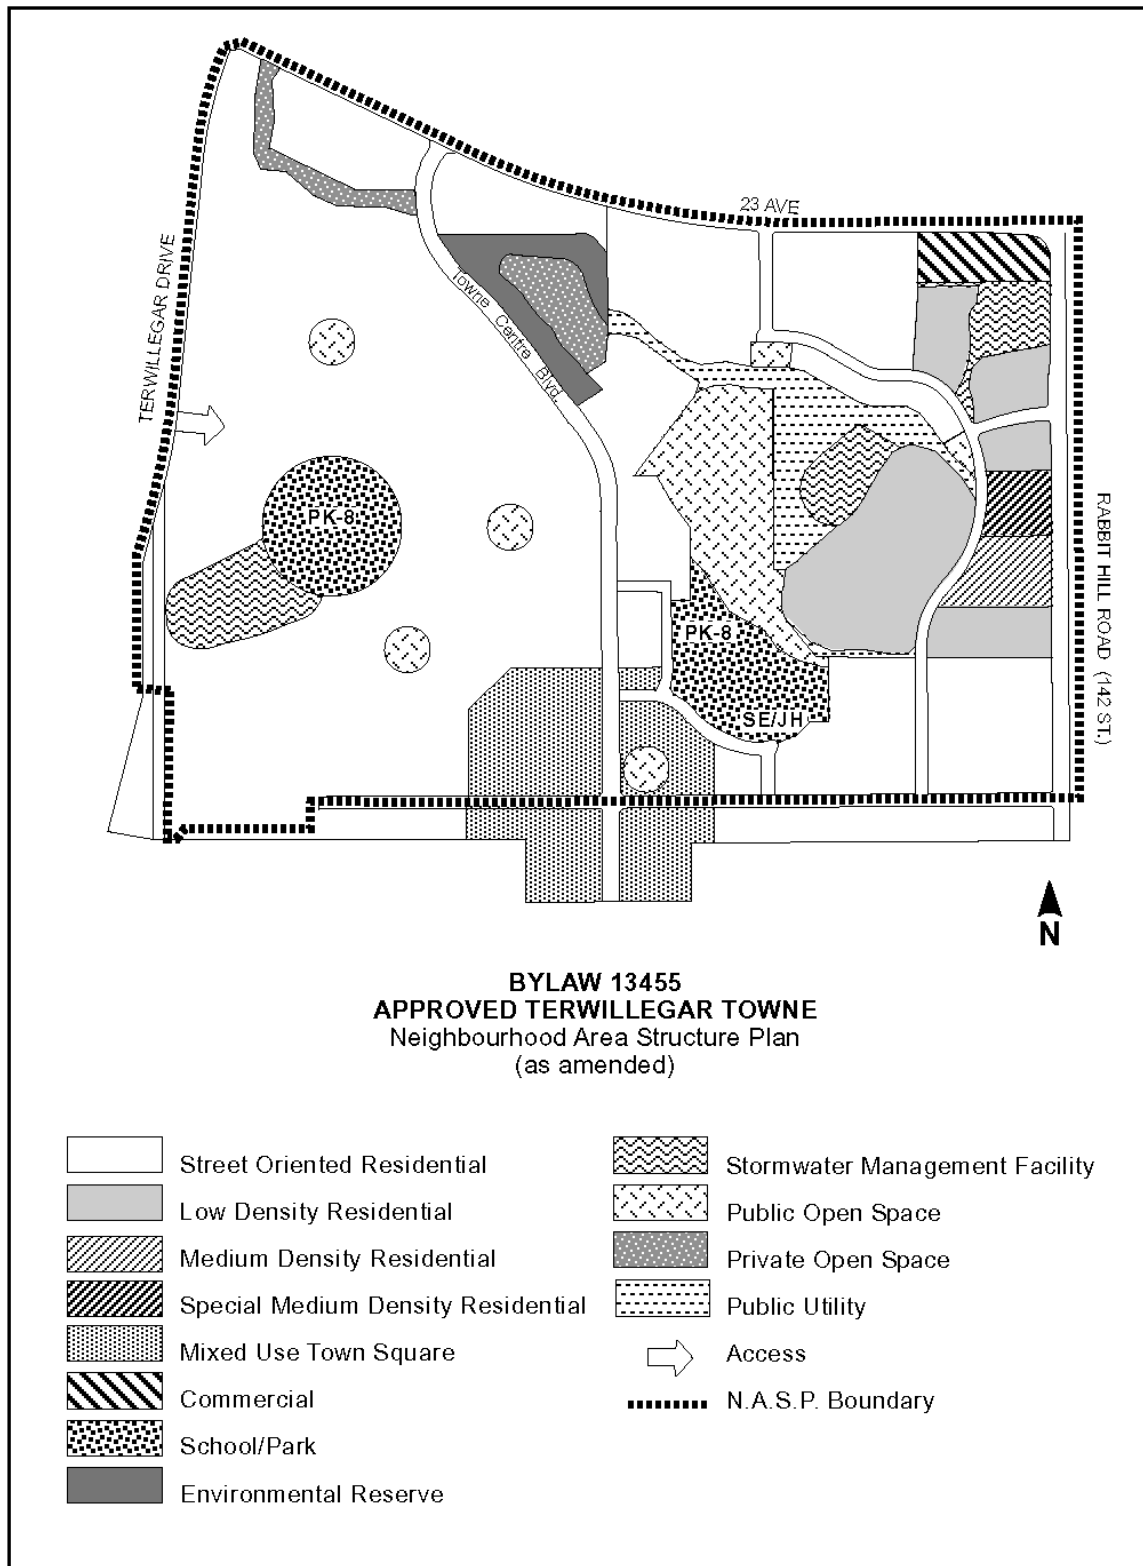 23 AVE
TERWILLEGAR DRIVE
Towne Centre Blvd.
PK-8
PK-8
SE/JH
RABBIT HILL ROAD (142 ST.)
N
BYLAW 13455
APPROVED TERWILLEGAR TOWNE
Neighbourhood Area Structure Plan
(as amended)
Street Oriented Residential
Low Density Residential
Medium Density Residential
Special Medium Density Residential
Mixed Use Town Square
Commercial
School/Park
Environmental Reserve
Stormwater Management Facility
Public Open Space
Private Open Space
Public Utility
Access
N.A.S.P. Boundary